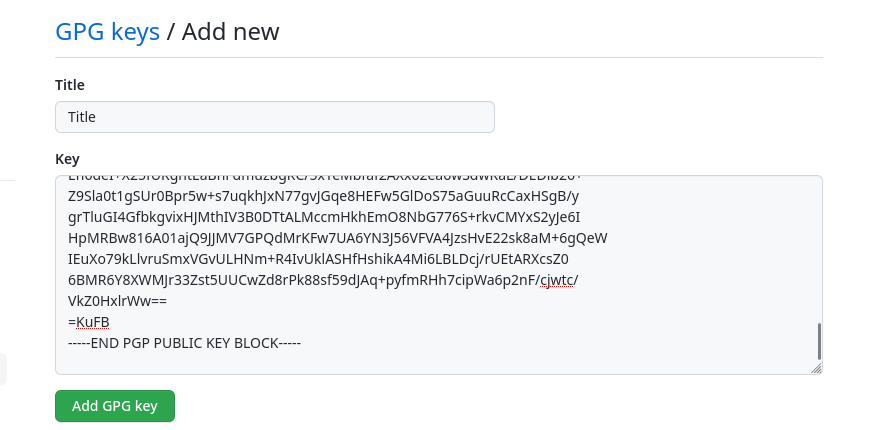 GPG keys / Add new
Title
Title
Key
Z9Sla0t1gSUr0Bpr5w+s7uqkhJxN77gvJGqe8HEFw5GlDoS75aGuuRcCaxHSgB/y
grTluGI4GfbkgvixHJMthIV3B0DTtALMccmHkhEmO8NbG776S+rkvCMYxS2yJe6I
HpMRBw816A01ajQ9JJMV7GPQdMrKFw7UA6YN3J56VFVA4JzsHvE22sk8aM+6gQeW
IEuXo79kLlvruSmxVGvULHNm+R4IvUklASHfHshikA4Mi6LBLDcj/rUEtARXcsZ0
6BMR6Y8XWMJr33Zst5UUCwZd8rPk88sf59dJAq+pyfmRHh7cipWa6p2nF/cjwtc/
VkZ0HxlrWw==
=KuFB
-----END PGP PUBLIC KEY BLOCK-----
Add GPG key